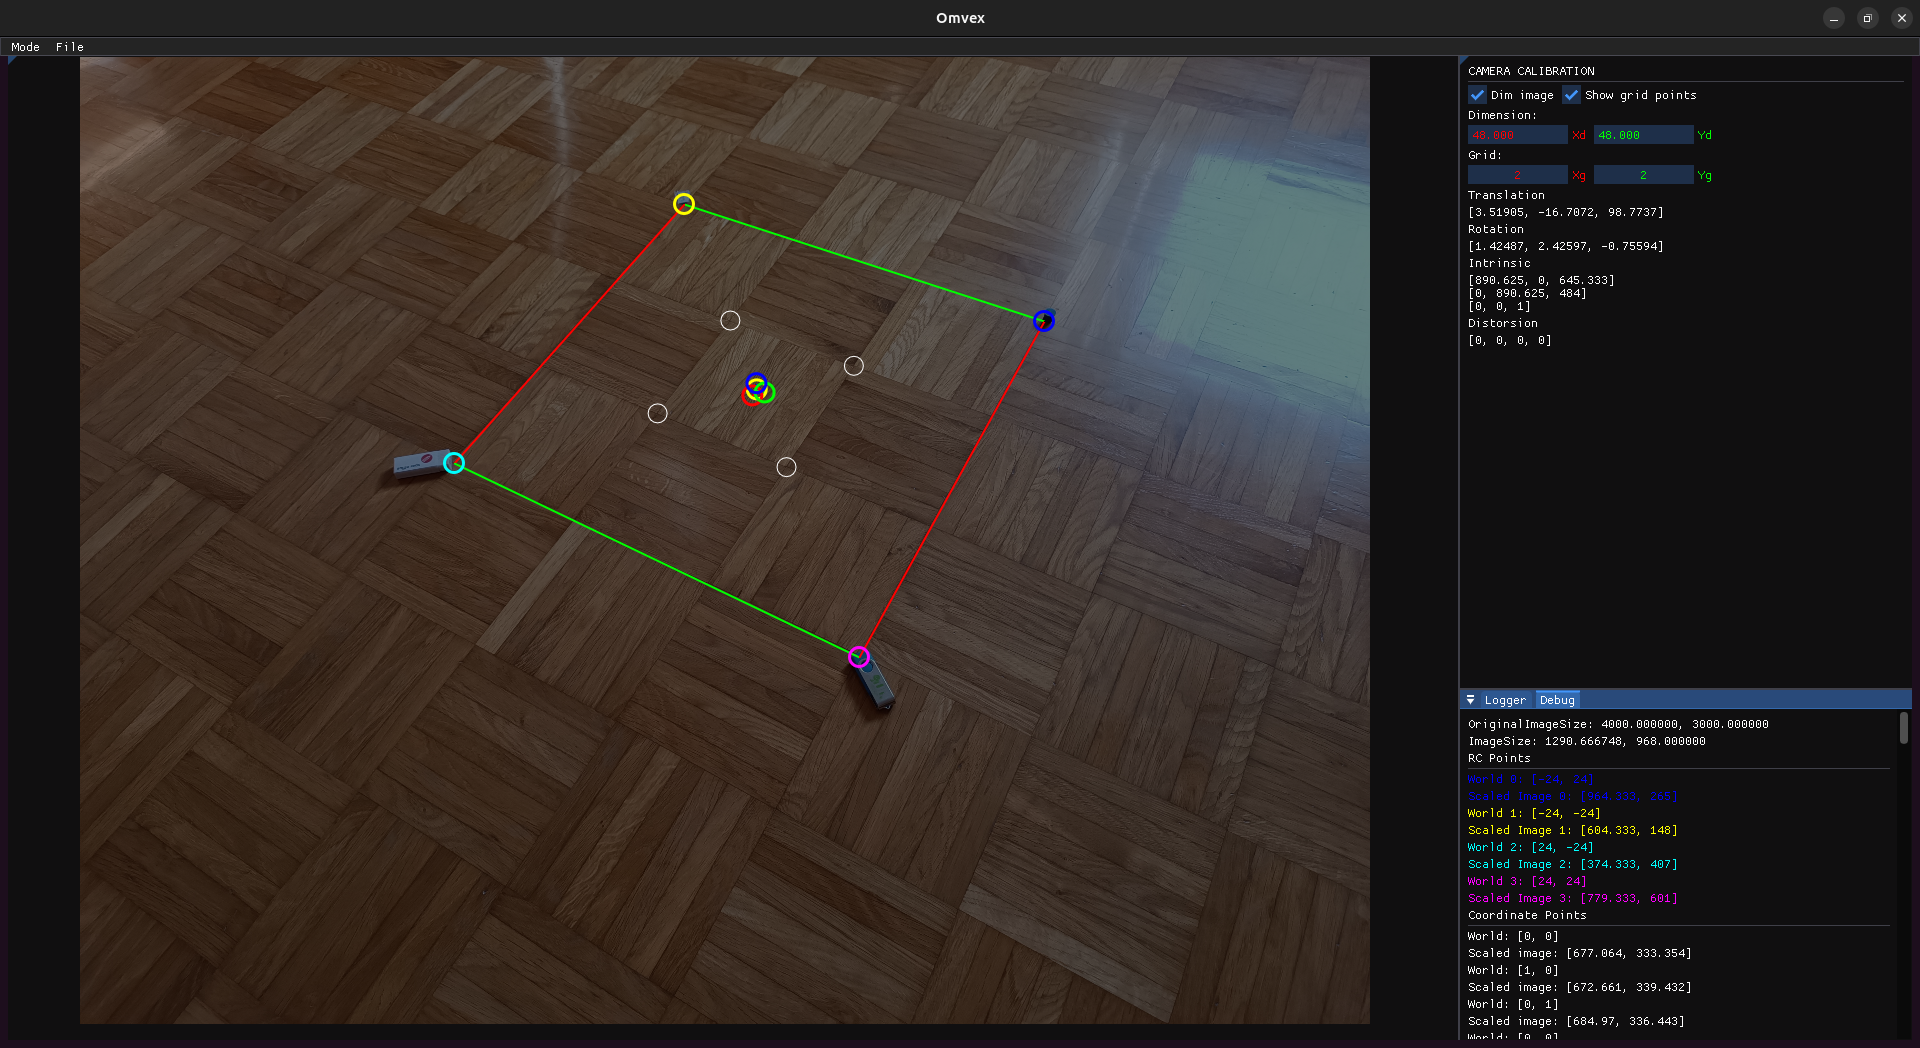 Omvex
Mode File
CAMERA CALIBRATION
Dim image Show grid points
Dimension:
48.000 Xd 48.000 Yd
Grid:
2 Xg 2 Yg
Translation
[3.51905, -16.7072, 98.7737]
Rotation
[1.42487, 2.42597, -0.75594]
Intrinsic
[890.625, 0, 645.333]
[0, 890.625, 484]
[0, 0, 1]
Distorsion
[0, 0, 0, 0]
Logger Debug
OriginalImageSize: 4000.000000, 3000.000000
ImageSize: 1290.666748, 968.000000
RC Points
World 0: [-24, 24]
Scaled Image 0: [964.333, 265]
World 1: [-24, -24]
Scaled Image 1: [604.333, 148]
World 2: [24, -24]
Scaled Image 2: [374.333, 407]
World 3: [24, 24]
Scaled Image 3: [779.333, 601]
Coordinate Points
World: [0, 0]
Scaled image: [677.064, 333.354]
World: [1, 0]
Scaled image: [672.661, 339.432]
World: [0, 1]
Scaled image: [684.97, 336.443]
World: [0, 0]